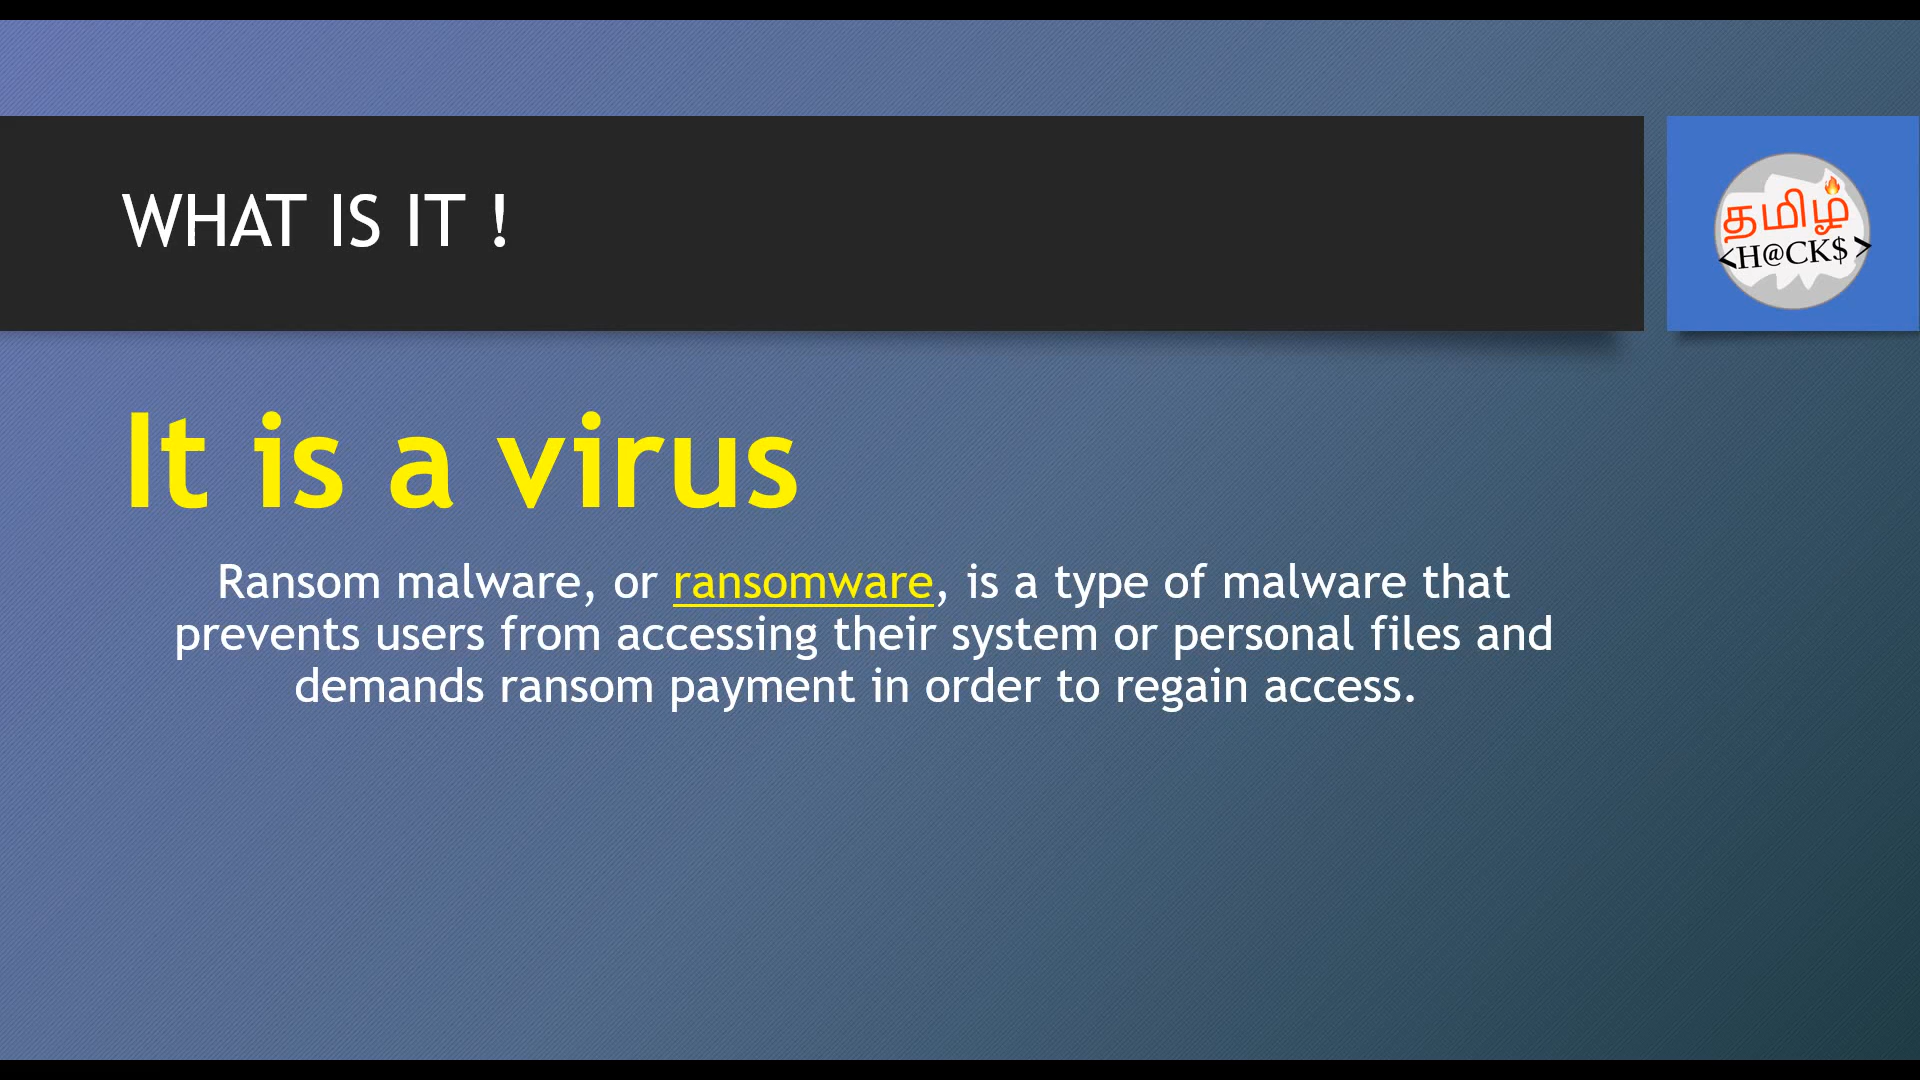 WHAT IS IT !
தமிழ்
<H@CK$>
It is a virus
Ransom malware, or ransomware, is a type of malware that
prevents users from accessing their system or personal files and
demands ransom payment in order to regain access.